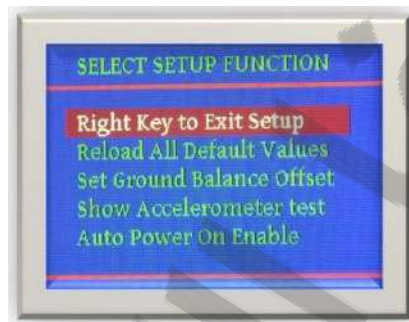 SELECT SETUP FUNCTION
Right Key to Exit Setup
Reload All Default Values
Set Ground Balance Offset
Show Accelerometer test
Auto Power On Enable